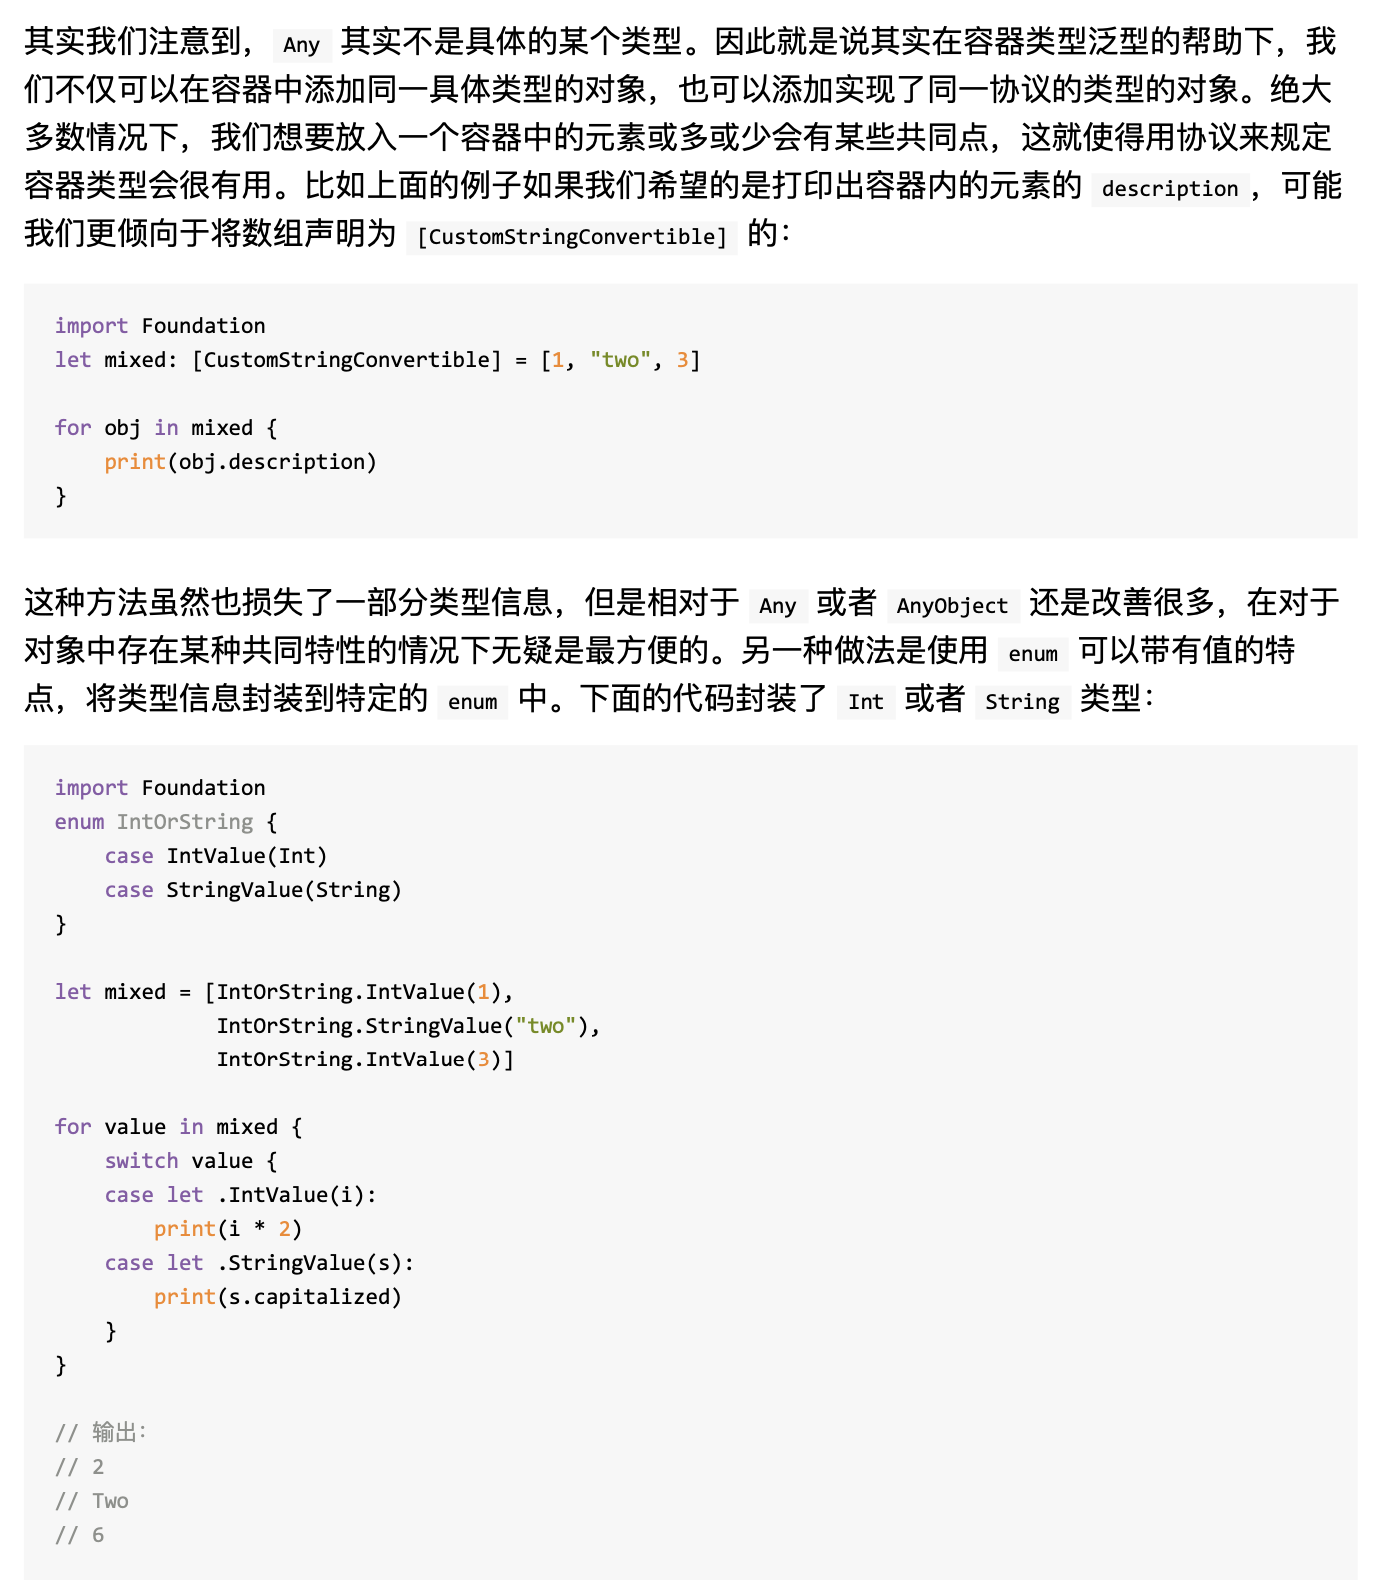 其实我们注意到， Any 其实不是具体的某个类型。因此就是说其实在容器类型泛型的帮助下，我
们不仅可以在容器中添加同一具体类型的对象，也可以添加实现了同一协议的类型的对象。绝大
多数情况下，我们想要放入一个容器中的元素或多或少会有某些共同点，这就使得用协议来规定
容器类型会很有用。比如上面的例子如果我们希望的是打印出容器内的元素的 description，可能
我们更倾向于将数组声明为 [CustomStringConvertible] 的：
import Foundation
let mixed: [CustomStringConvertible] = [1, "two", 3]
for obj in mixed {
    print(obj.description)
}
这种方法虽然也损失了一部分类型信息，但是相对于 Any 或者 AnyObject 还是改善很多，在对于
对象中存在某种共同特性的情况下无疑是最方便的。另一种做法是使用 enum 可以带有值的特
点，将类型信息封装到特定的 enum 中。下面的代码封装了 Int 或者 String 类型：
import Foundation
enum IntOrString {
    case IntValue(Int)
    case StringValue(String)
}
let mixed = [IntOrString.IntValue(1),
             IntOrString.StringValue("two"),
             IntOrString.IntValue(3)]
for value in mixed {
    switch value {
    case let .IntValue(i):
        print(i * 2)
    case let .StringValue(s):
        print(s.capitalized)
    }
}
// 输出：
// 2
// Two
// 6